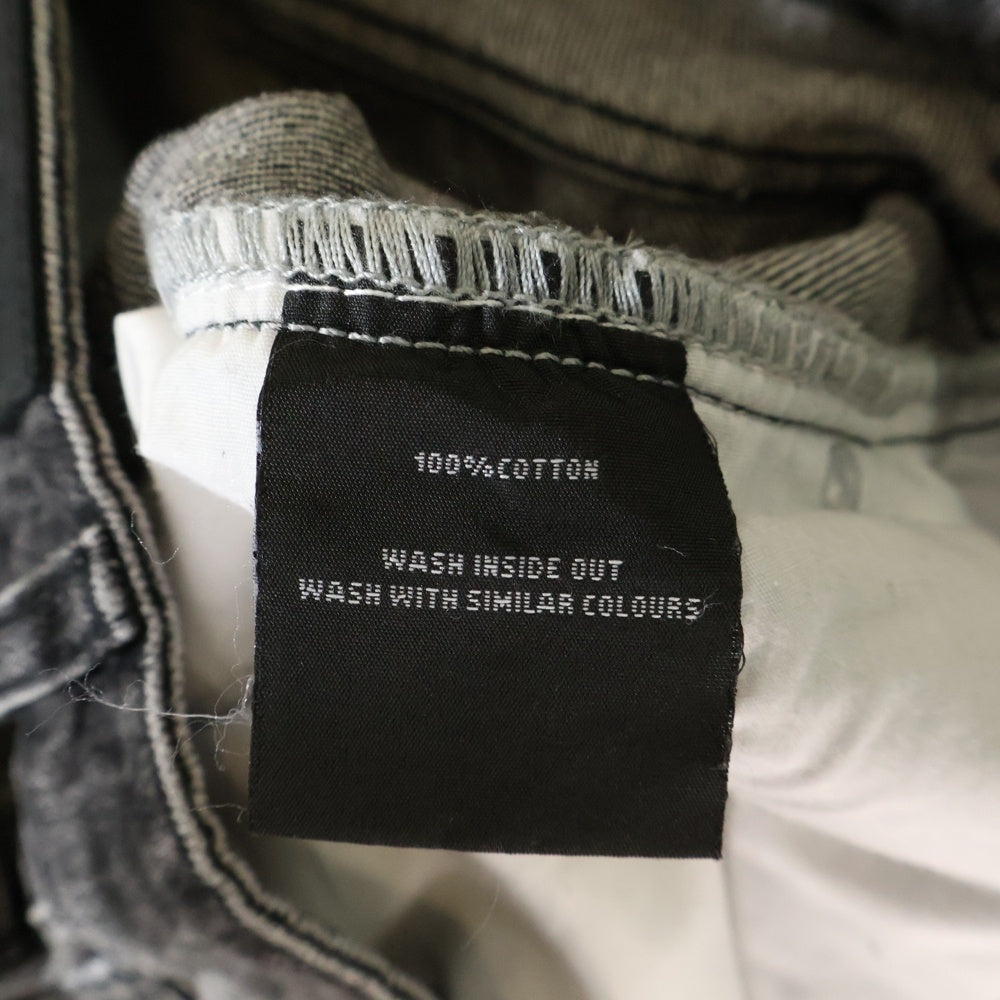 100%COTTON
WASH INSIDE OUT
WASH WITH SIMILAR COLOURS